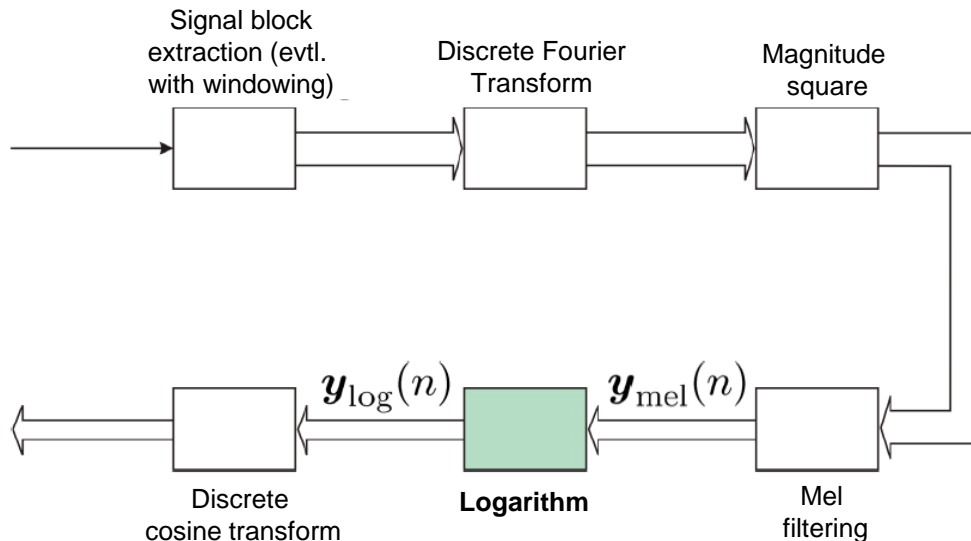 Signal block
extraction (evtl.
with windowing)
Discrete Fourier
Transform
Magnitude
square
y_log(n)
y_mel(n)
Discrete
cosine transform
Logarithm
Mel
filtering